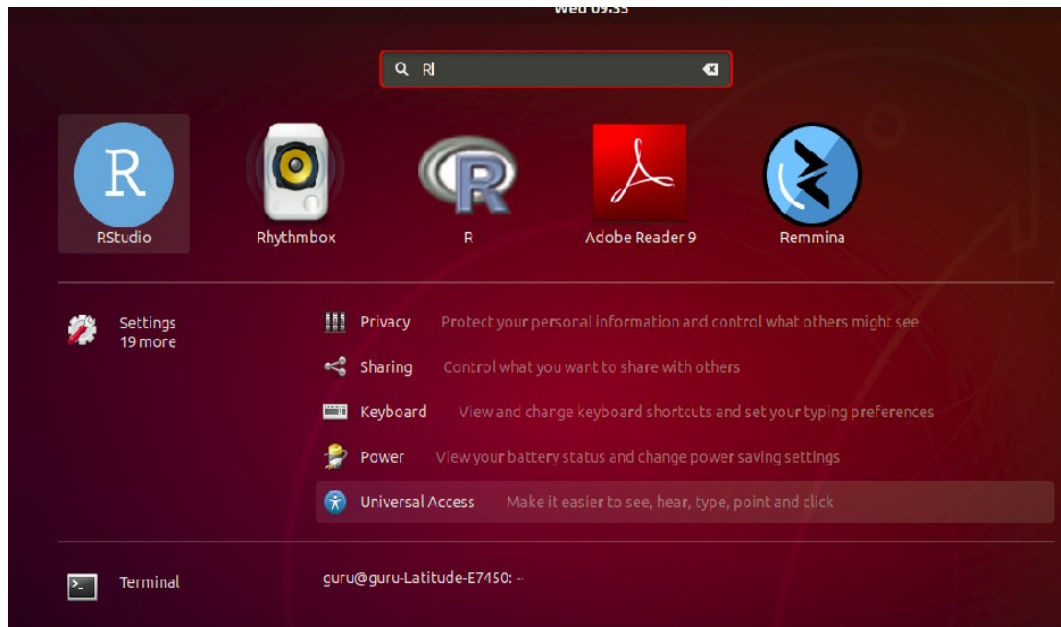 Wed 09:35
R
R
RStudio
Rhythmbox
R
R
Adobe Reader 9
Remmina
Settings
19 more
Privacy Protect your personal information and control what others might see
Sharing Control what you want to share with others
Keyboard View and change keyboard shortcuts and set your typing preferences
Power View your battery status and change power saving settings
Universal Access Make it easier to see, hear, type, point and click
Terminal
guru@guru-Latitude-E7450: ~